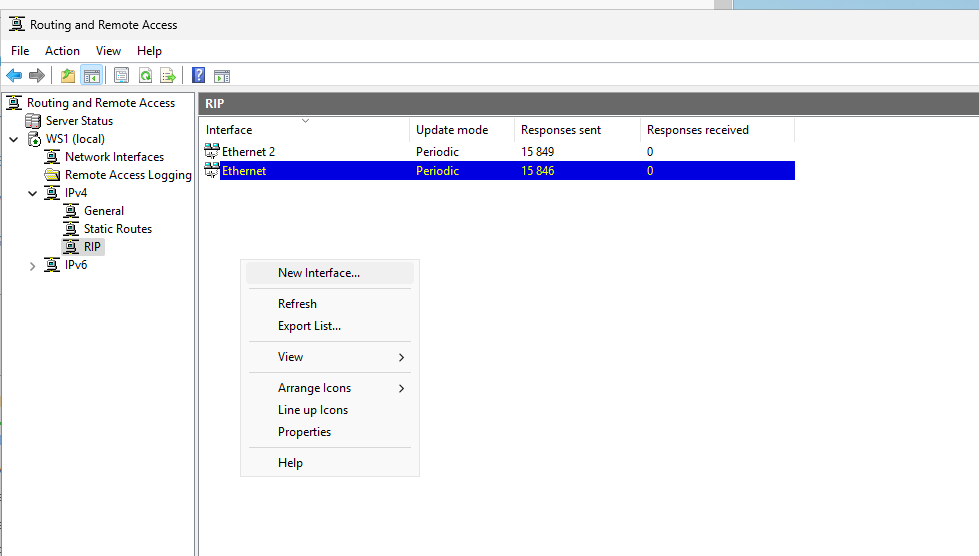 Routing and Remote Access
File Action View Help
Routing and Remote Access
Server Status
WS1 (local)
Network Interfaces
Remote Access Logging
IPv4
General
Static Routes
RIP
IPv6
RIP
Interface Update mode Responses sent Responses received
Ethernet 2 Periodic 15 849 0
Ethernet Periodic 15 846 0
New Interface...
Refresh
Export List...
View
Arrange Icons
Line up Icons
Properties
Help